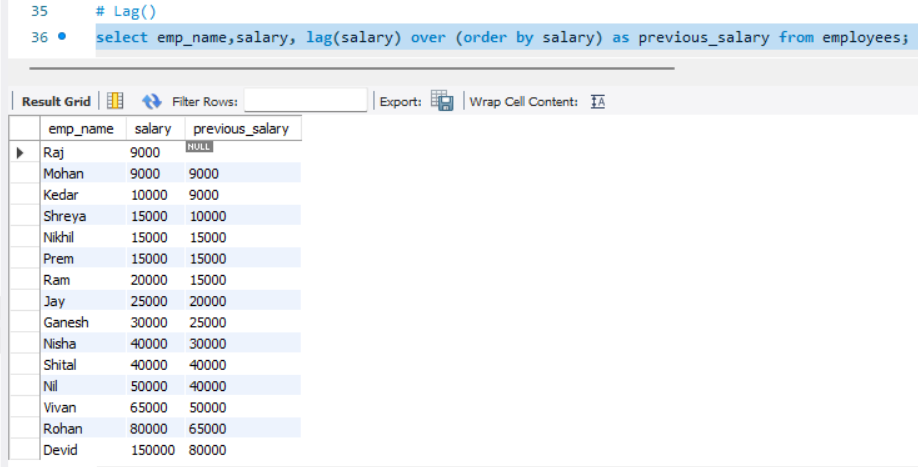 35 # Lag()
36 select emp_name,salary, lag(salary) over (order by salary) as previous_salary from employees;
Result Grid Filter Rows: Export: Wrap Cell Content: IA
emp_name salary previous_salary
Raj 9000 NULL
Mohan 9000 9000
Kedar 10000 9000
Shreya 15000 10000
Nikhil 15000 15000
Prem 15000 15000
Ram 20000 15000
Jay 25000 20000
Ganesh 30000 25000
Nisha 40000 30000
Shital 40000 40000
Nil 50000 40000
Vivan 65000 50000
Rohan 80000 65000
Devid 150000 80000